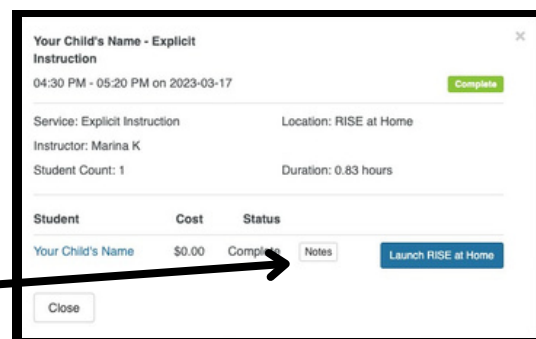 Your Child's Name - Explicit
Instruction
×
04:30 PM - 05:20 PM on 2023-03-17
Complete
Service: Explicit Instruction
Location: RISE at Home
Instructor: Marina K
Student Count: 1
Duration: 0.83 hours
Student Cost Status
Your Child's Name $0.00 Complete Notes Launch RISE at Home
Close